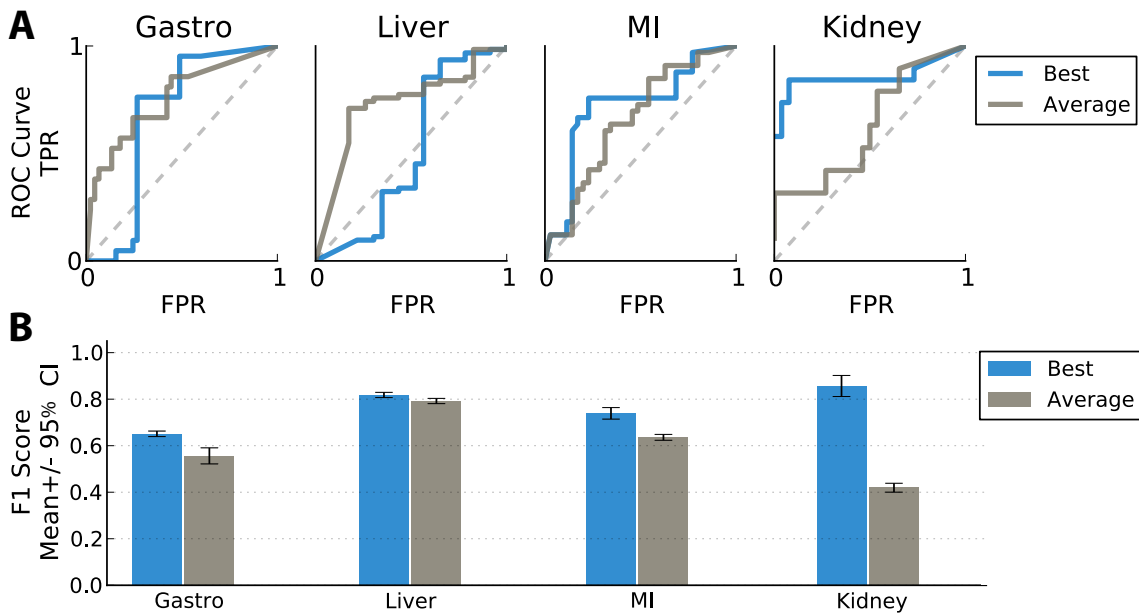 A
Gastro
Liver
MI
Kidney
ROC Curve
TPR
1
0
0
1
0
1
0
1
0
1
FPR
FPR
FPR
FPR
Best
Average
B
F1 Score
Mean+/- 95% CI
1.0
0.8
0.6
0.4
0.2
0.0
Gastro
Liver
MI
Kidney
Best
Average